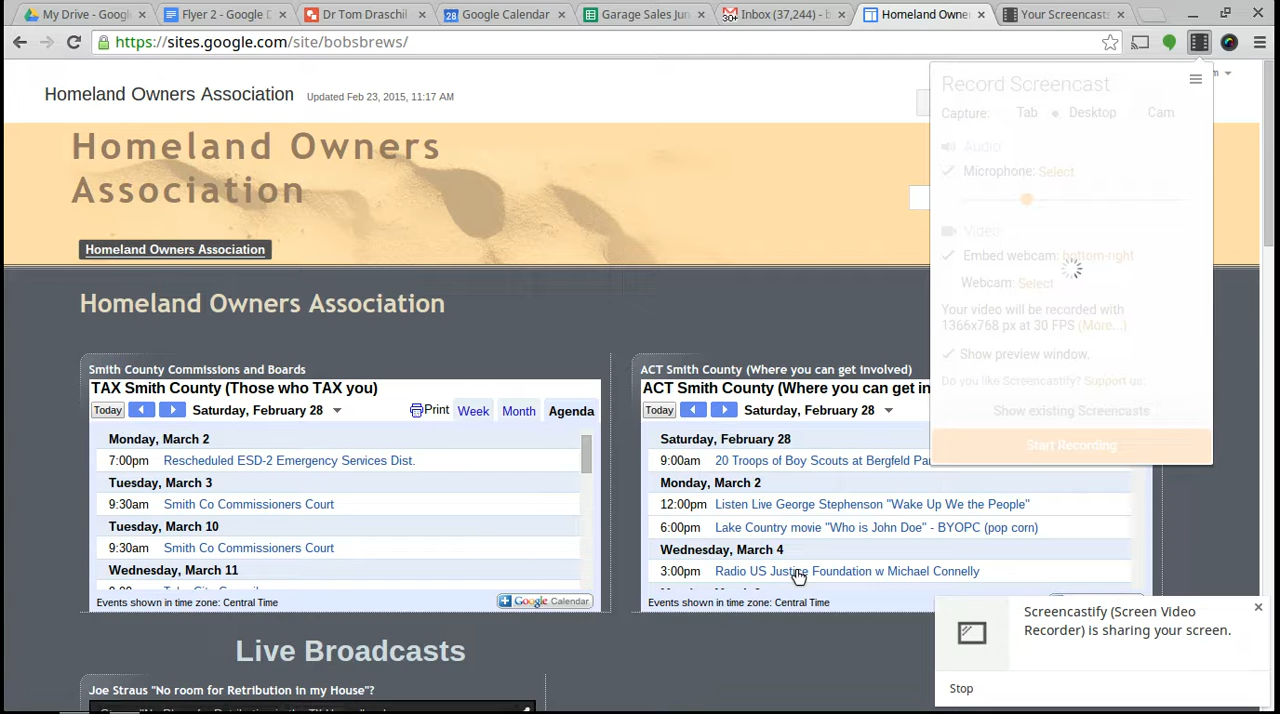 My Drive - Google
Flyer 2 - Google D
Dr Tom Draschil
Google Calendar
Garage Sales Jun
Inbox (37,244) - b
Homeland Owne
Your Screencasts
https://sites.google.com/site/bobsbrews/
Homeland Owners Association
Updated Feb 23, 2015, 11:17 AM
Homeland Owners
Association
Homeland Owners Association
Homeland Owners Association
Smith County Commissions and Boards
TAX Smith County (Those who TAX you)
Today
Saturday, February 28
Print
Week
Month
Agenda
Monday, March 2
7:00pm Rescheduled ESD-2 Emergency Services Dist.
Tuesday, March 3
9:30am Smith Co Commissioners Court
Tuesday, March 10
9:30am Smith Co Commissioners Court
Wednesday, March 11
Events shown in time zone: Central Time
Google Calendar
ACT Smith County (Where you can get involved)
ACT Smith County (Where you can get in
Today
Saturday, February 28
Saturday, February 28
9:00am 20 Troops of Boy Scouts at Bergfeld Pa
Monday, March 2
12:00pm Listen Live George Stephenson "Wake Up We the People"
6:00pm Lake Country movie "Who is John Doe" - BYOPC (pop corn)
Wednesday, March 4
3:00pm Radio US Justice Foundation w Michael Connelly
Events shown in time zone: Central Time
Live Broadcasts
Joe Straus "No room for Retribution in my House"?
Record Screencast
Capture: Tab Desktop Cam
Audio
Microphone: Select
Video
Embed webcam: bottom-right
Webcam: Select
Your video will be recorded with
1366x768 px at 30 FPS (More...)
Show preview window.
Do you like Screencastify? Support us:
Show existing Screencasts
Start Recording
Screencastify (Screen Video
Recorder) is sharing your screen.
Stop